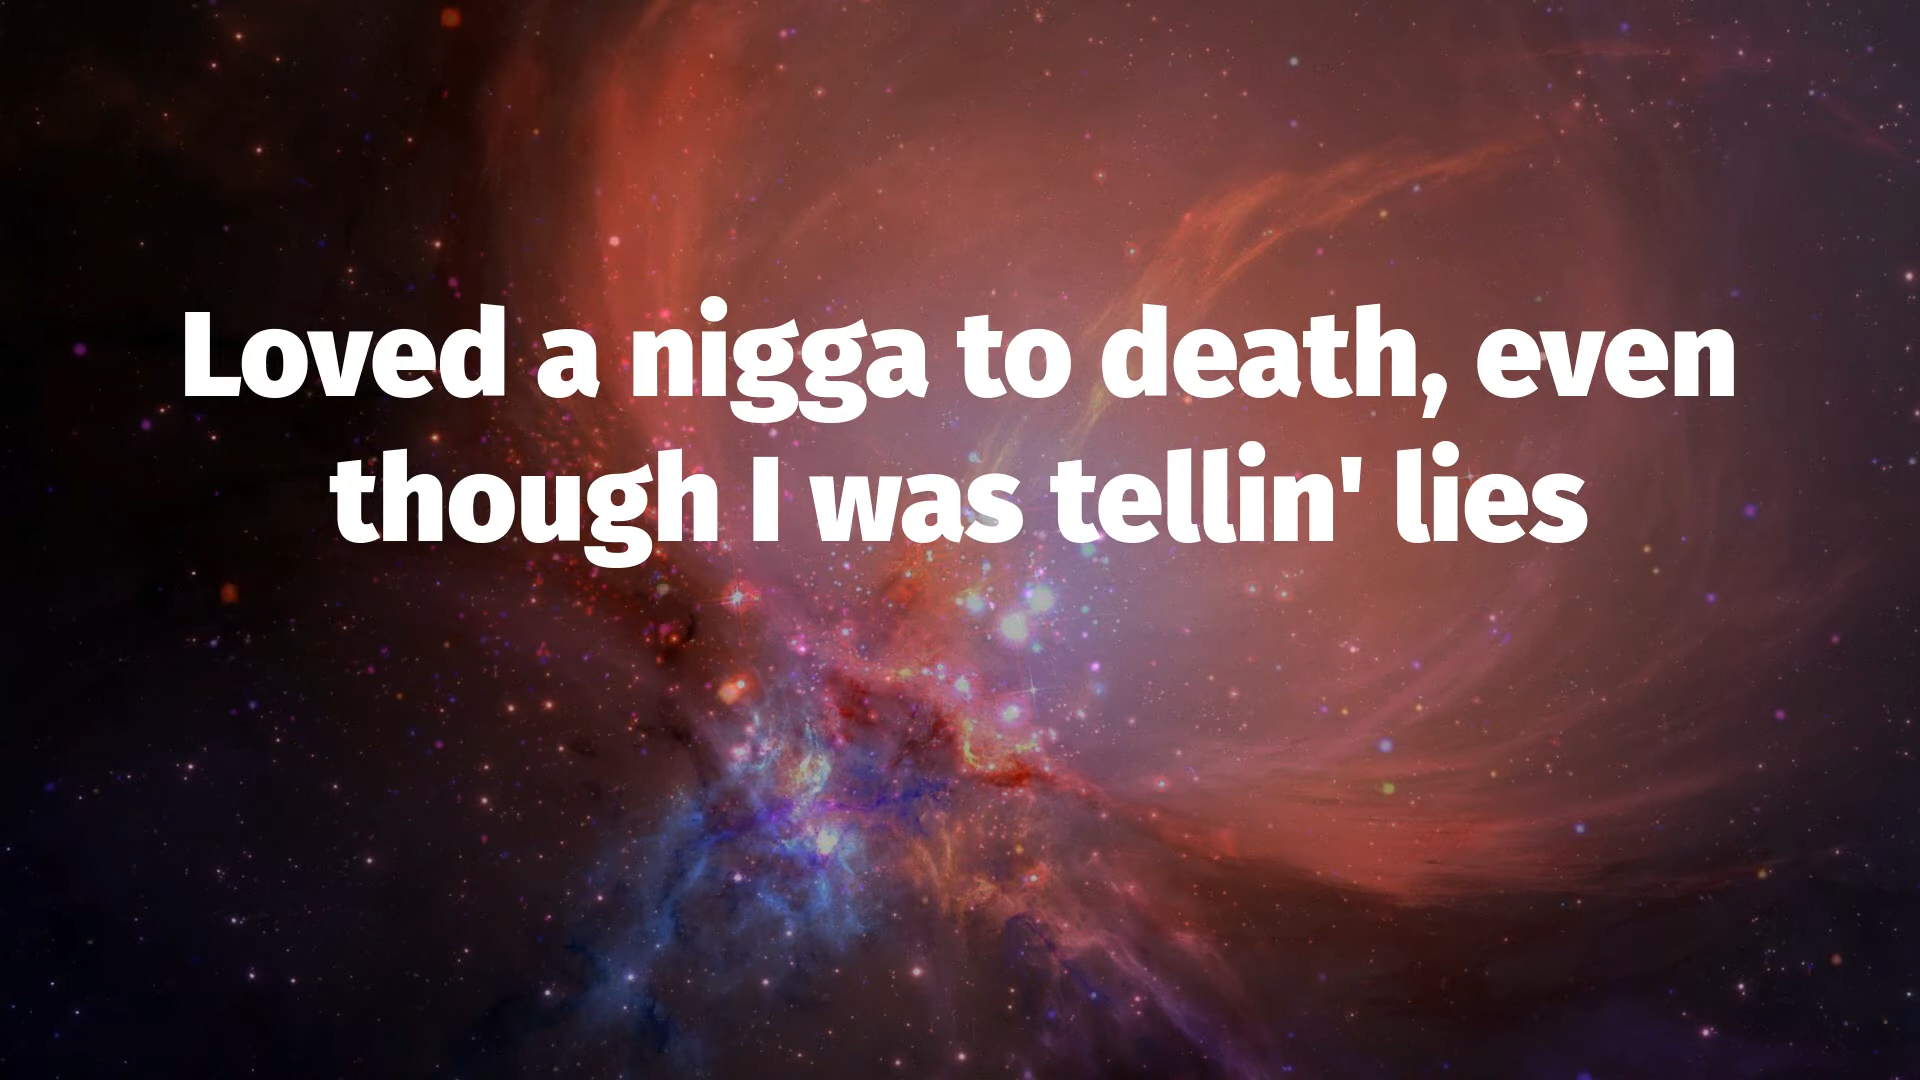 Loved a nigga to death, even
though I was tellin' lies